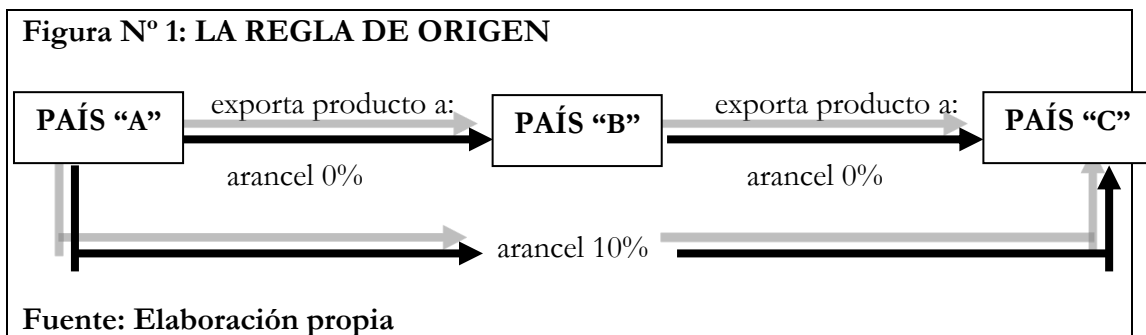 Figura Nº 1: LA REGLA DE ORIGEN
exporta producto a: exporta producto a:
PAÍS “A” PAÍS “B” PAÍS “C”
arancel 0% arancel 0%
arancel 10%
Fuente: Elaboración propia